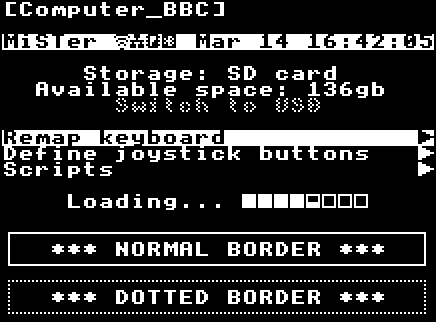 [Computer_BBC]
MiSTer Mar 14 16:42:05
Storage: SD card
Available space: 136gb
Switch to USB
Remap keyboard
Define joystick buttons
Scripts
Loading...
*** NORMAL BORDER ***
*** DOTTED BORDER ***